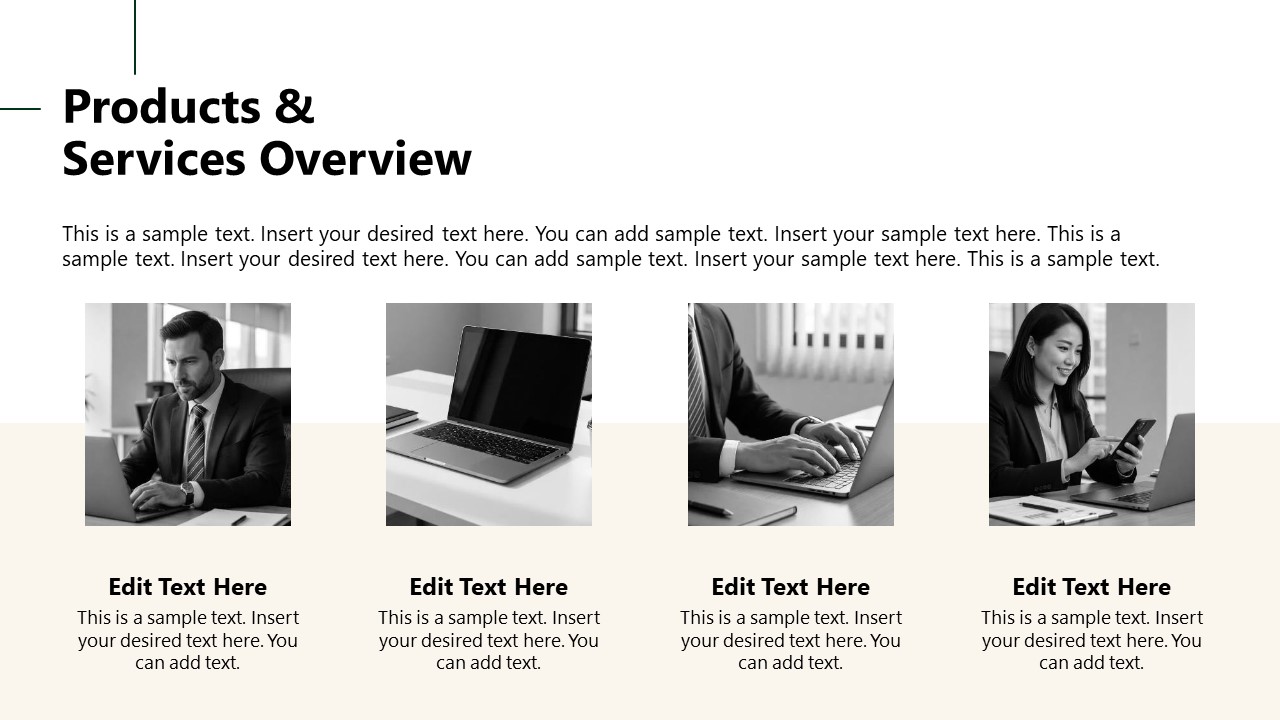 Products &
Services Overview
This is a sample text. Insert your desired text here. You can add sample text. Insert your sample text here. This is a
sample text. Insert your desired text here. You can add sample text. Insert your sample text here. This is a sample text.
Edit Text Here
This is a sample text. Insert
your desired text here. You
can add text.
Edit Text Here
This is a sample text. Insert
your desired text here. You
can add text.
Edit Text Here
This is a sample text. Insert
your desired text here. You
can add text.
Edit Text Here
This is a sample text. Insert
your desired text here. You
can add text.